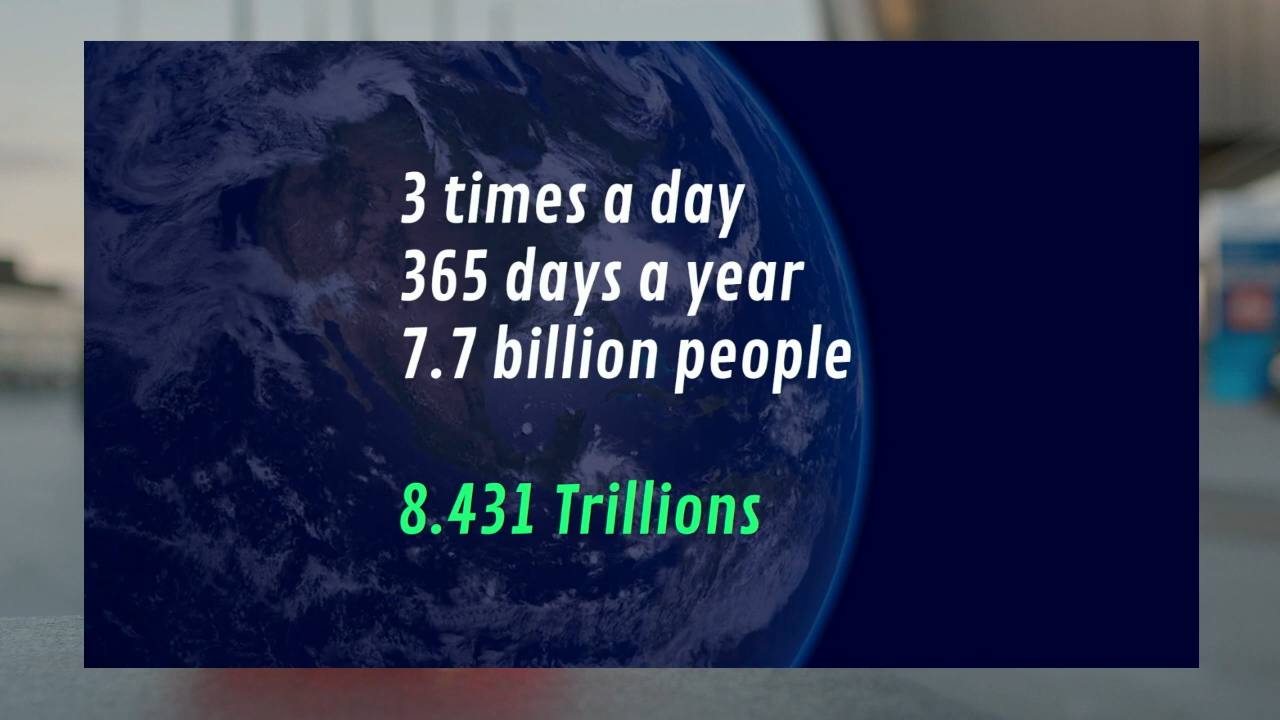 3 times a day
365 days a year
7.7 billion people
8.431 Trillions